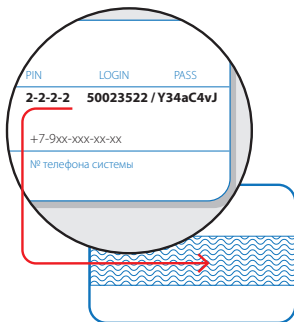 PIN LOGIN PASS
2-2-2-2 50023522 / Y34aC4vJ
+7-9xx-xxx-xx-xx
№ телефона системы